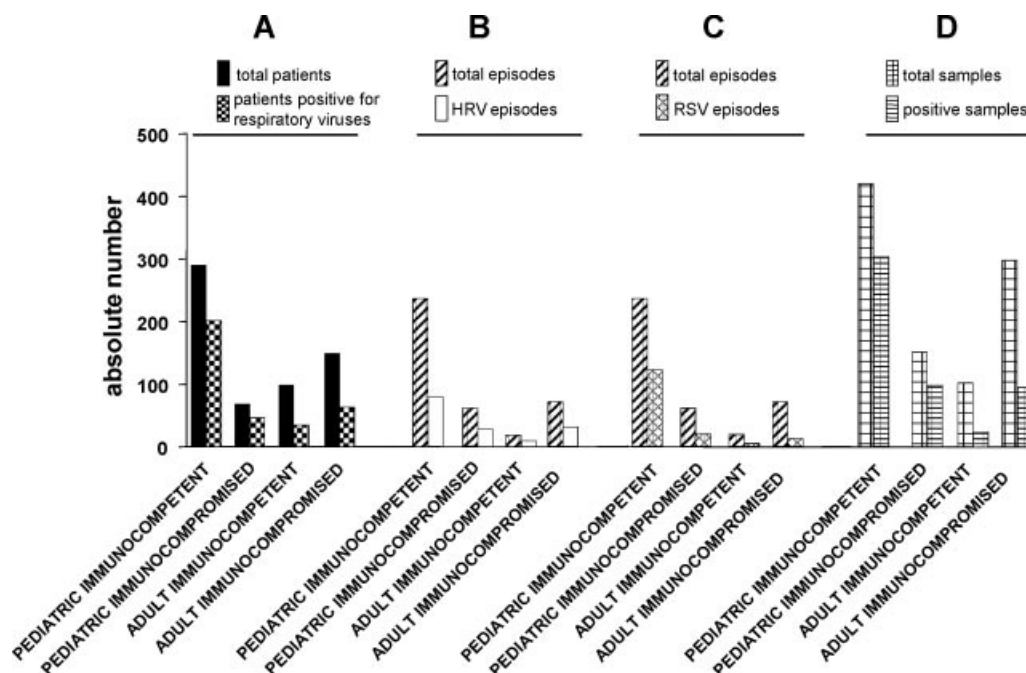 A B C D
total patients
patients positive for
respiratory viruses
total episodes
HRV episodes
total episodes
RSV episodes
total samples
positive samples
absolute number
500
400
300
200
100
0
PEDIATRIC IMMUNOCOMPETENT
PEDIATRIC IMMUNOCOMPROMISED
ADULT IMMUNOCOMPETENT
ADULT IMMUNOCOMPROMISED
PEDIATRIC IMMUNOCOMPETENT
PEDIATRIC IMMUNOCOMPROMISED
ADULT IMMUNOCOMPETENT
ADULT IMMUNOCOMPROMISED
PEDIATRIC IMMUNOCOMPETENT
PEDIATRIC IMMUNOCOMPROMISED
ADULT IMMUNOCOMPETENT
ADULT IMMUNOCOMPROMISED
PEDIATRIC IMMUNOCOMPETENT
PEDIATRIC IMMUNOCOMPROMISED
ADULT IMMUNOCOMPETENT
ADULT IMMUNOCOMPROMISED